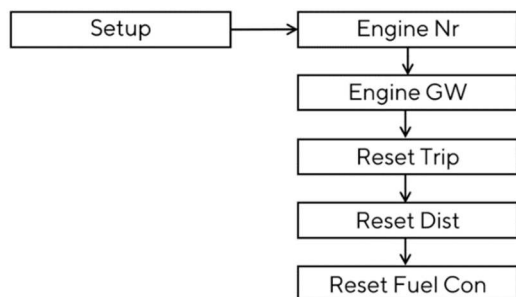 Setup
Engine Nr
Engine GW
Reset Trip
Reset Dist
Reset Fuel Con